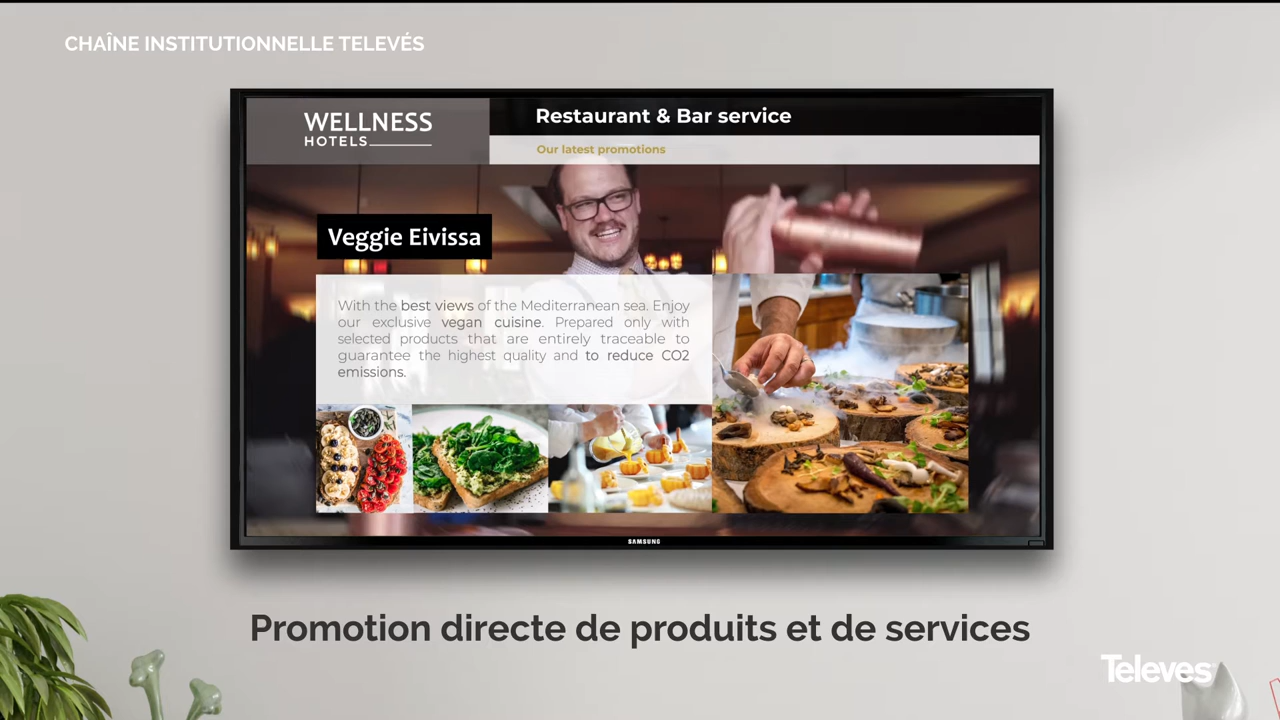 CHAÎNE INSTITUTIONNELLE TELEVÉS
WELLNESS
HOTELS
Restaurant & Bar service
Our latest promotions
Veggie Eivissa
With the best views of the Mediterranean sea. Enjoy
our exclusive vegan cuisine. Prepared only with
selected products that are entirely traceable to
guarantee the highest quality and to reduce CO2
emissions.
SAMSUNG
Promotion directe de produits et de services
Televes